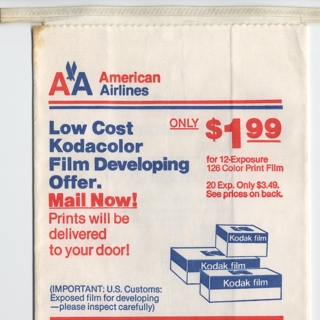 AA American
Airlines
Low Cost
Kodacolor
Film Developing
Offer.
Mail Now!
Prints will be
delivered
to your door!
ONLY $1.99
for 12-Exposure
126 Color Print Film
20 Exp. Only $3.49.
See prices on back.
Kodak film
Kodak film
Kodak film
(IMPORTANT: U.S. Customs:
Exposed film for developing
—please inspect carefully)